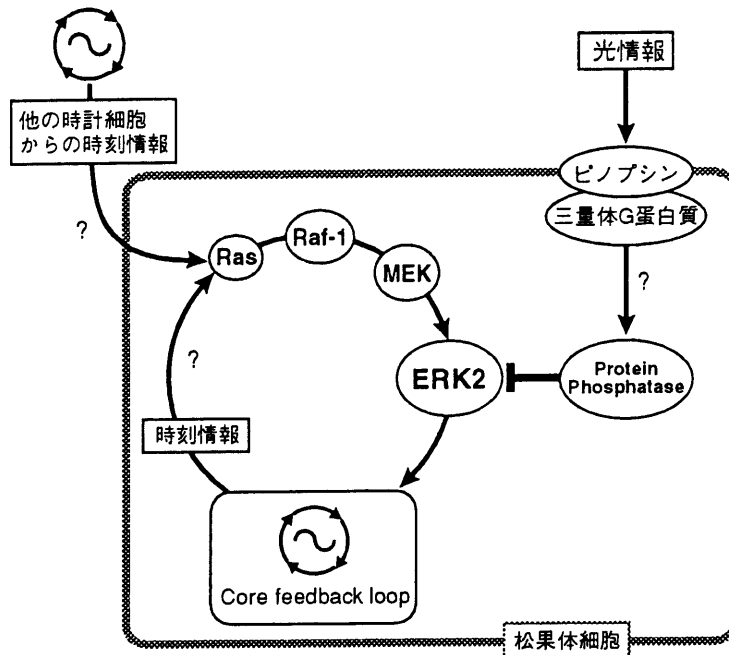 光情報
他の時計細胞
からの時刻情報
ピノプシン
三量体G蛋白質
?
Ras
Raf-1
MEK
?
ERK2
Protein
Phosphatase
?
時刻情報
Core feedback loop
松果体細胞